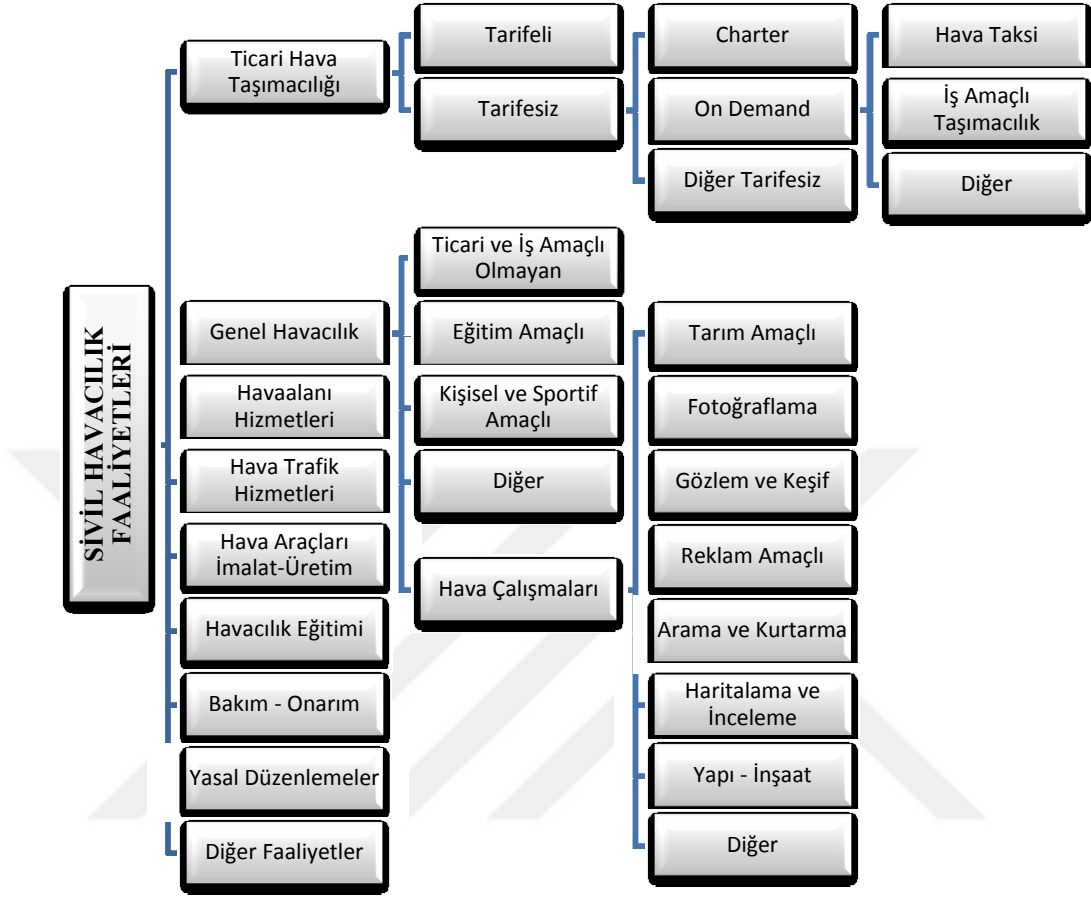 SİVİL HAVACILIK
FAALİYETLERİ
Ticari Hava
Taşımacılığı
Tarifeli
Tarifesiz
Charter
On Demand
Diğer Tarifesiz
Hava Taksi
İş Amaçlı
Taşımacılık
Diğer
Genel Havacılık
Ticari ve İş Amaçlı
Olmayan
Eğitim Amaçlı
Kişisel ve Sportif
Amaçlı
Diğer
Hava Çalışmaları
Tarım Amaçlı
Fotoğraflama
Gözlem ve Keşif
Reklam Amaçlı
Arama ve Kurtarma
Haritalama ve
İnceleme
Yapı - İnşaat
Diğer
Havaalanı
Hizmetleri
Hava Trafik
Hizmetleri
Hava Araçları
İmalat-Üretim
Havacılık Eğitimi
Bakım - Onarım
Yasal Düzenlemeler
Diğer Faaliyetler